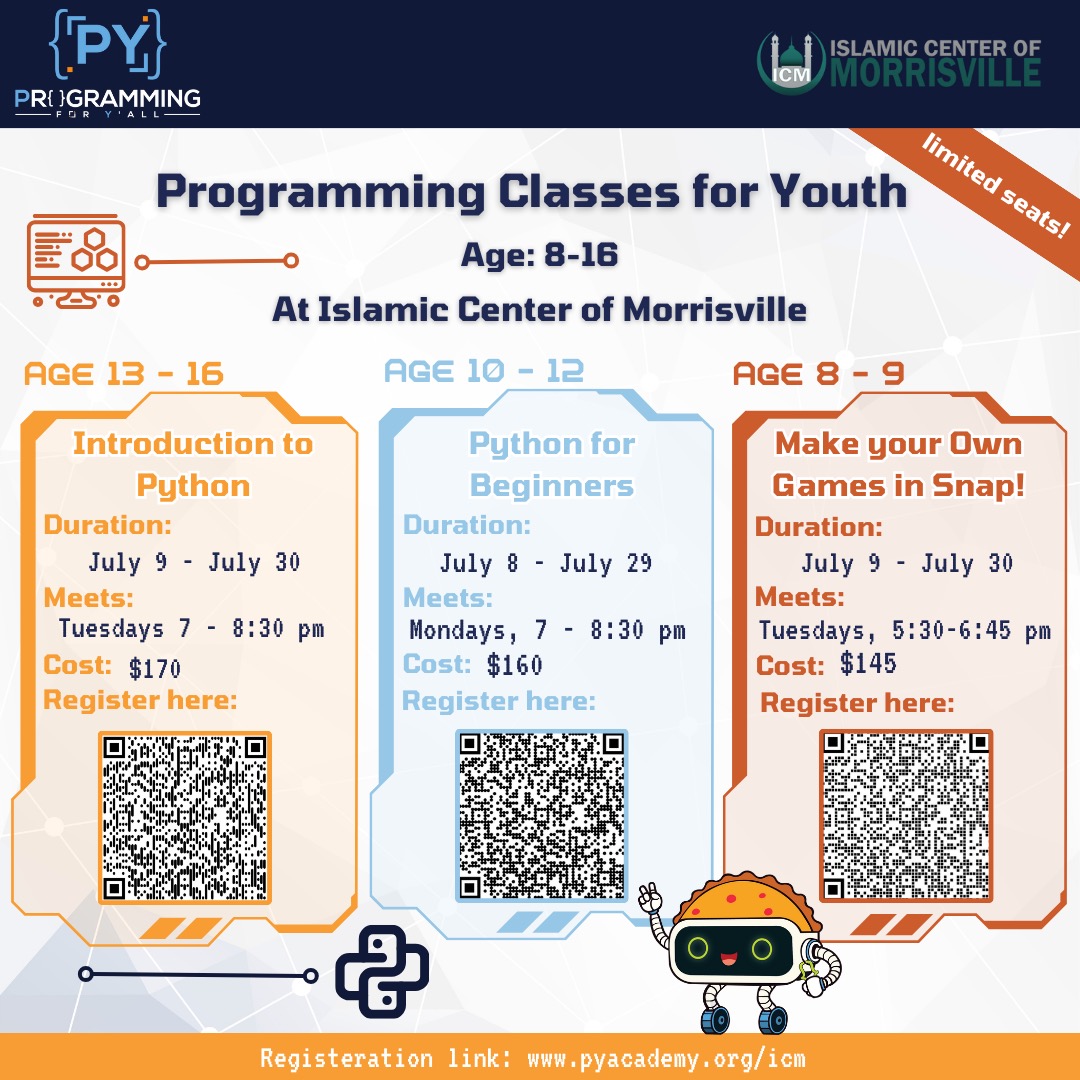 {[PY]}
PR{ }GRAMMING
FOR Y'ALL
ICM
ISLAMIC CENTER OF
MORRISVILLE
limited seats!
Programming Classes for Youth
Age: 8-16
At Islamic Center of Morrisville
AGE 13 - 16
Introduction to
Python
Duration:
July 9 - July 30
Meets:
Tuesdays 7 - 8:30 pm
Cost: $170
Register here:
AGE 10 - 12
Python for
Beginners
Duration:
July 8 - July 29
Meets:
Mondays, 7 - 8:30 pm
Cost: $160
Register here:
AGE 8 - 9
Make your Own
Games in Snap!
Duration:
July 9 - July 30
Meets:
Tuesdays, 5:30-6:45 pm
Cost: $145
Register here:
Registeration link: www.pyacademy.org/icm